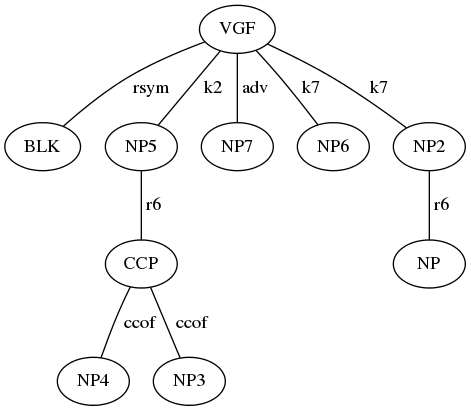 VGF
rsym k2 adv k7 k7
BLK NP5 NP7 NP6 NP2
r6 r6
CCP NP
ccof ccof
NP4 NP3